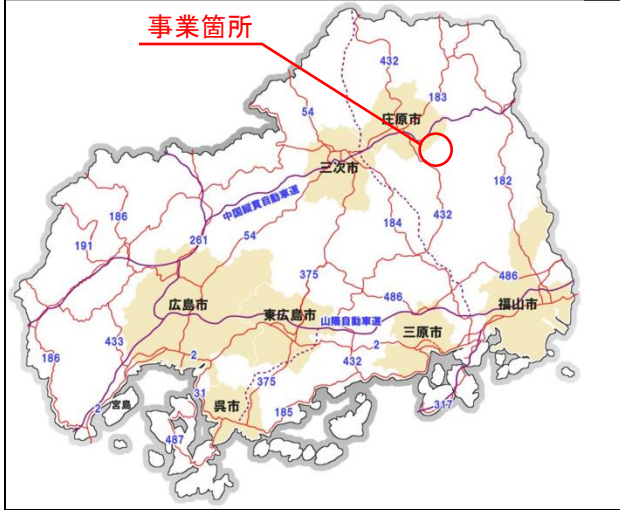 事業箇所
432
183
庄原市
54
三次市
182
中国縦貫自動車道
186
191
261
54
184
432
375
486
486
広島市
東広島市
山陽自動車道
三原市
福山市
186
433
2
2
432
宮島
2
31
呉市
375
185
317
487